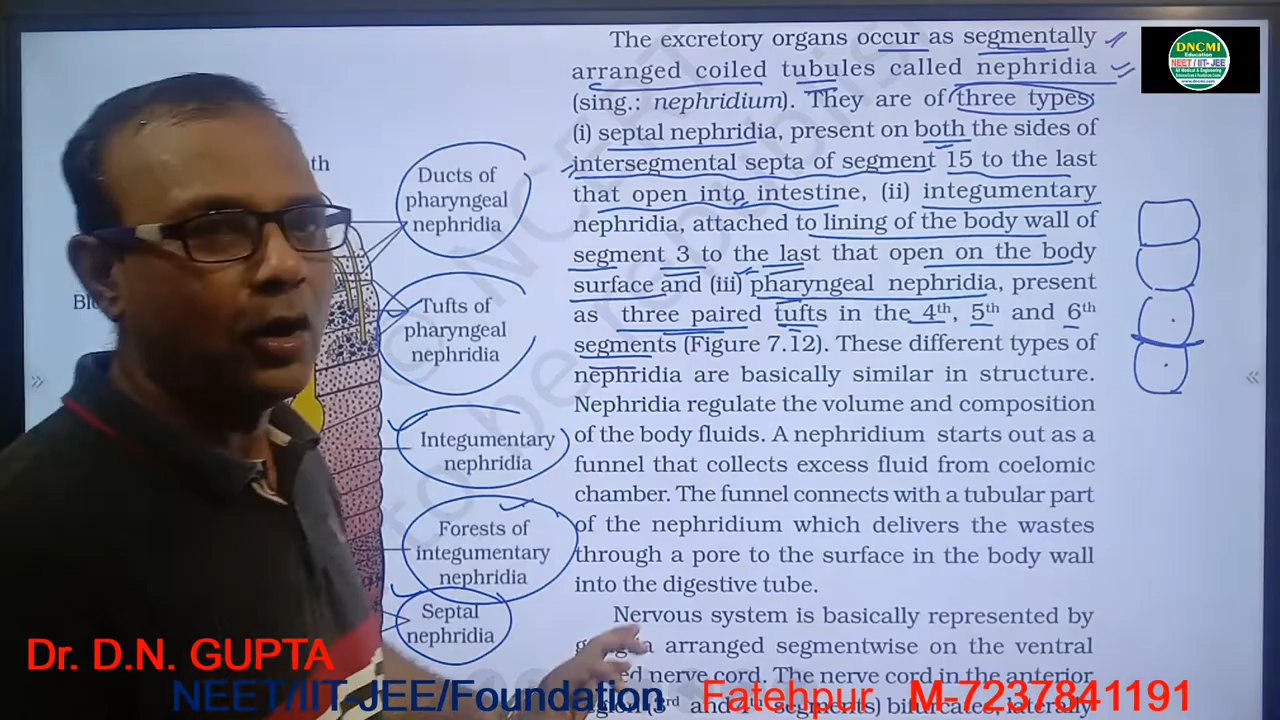 The excretory organs occur as segmentally
arranged coiled tubules called nephridia
(sing.: nephridium). They are of three types:
(i) septal nephridia, present on both the sides of
intersegmental septa of segment 15 to the last
that open into intestine, (ii) integumentary
nephridia, attached to lining of the body wall of
segment 3 to the last that open on the body
surface and (iii) pharyngeal nephridia, present
as three paired tufts in the 4th, 5th and 6th
segments (Figure 7.12). These different types of
nephridia are basically similar in structure.
Nephridia regulate the volume and composition
of the body fluids. A nephridium starts out as a
funnel that collects excess fluid from coelomic
chamber. The funnel connects with a tubular part
of the nephridium which delivers the wastes
through a pore to the surface in the body wall
into the digestive tube.
Nervous system is basically represented by
arranged segmentwise on the ventral
nerve cord. The nerve cord in the anterior
region (3rd and 4th segments) bifurcates, laterally
th
Ducts of
pharyngeal
nephridia
Tufts of
pharyngeal
nephridia
Integumentary
nephridia
Forests of
integumentary
nephridia
Septal
nephridia
DNCMI
Education
NEET / IIT-JEE
Dr. D.N. GUPTA
NEET/IIT-JEE/Foundation Fatehpur M-7237841191